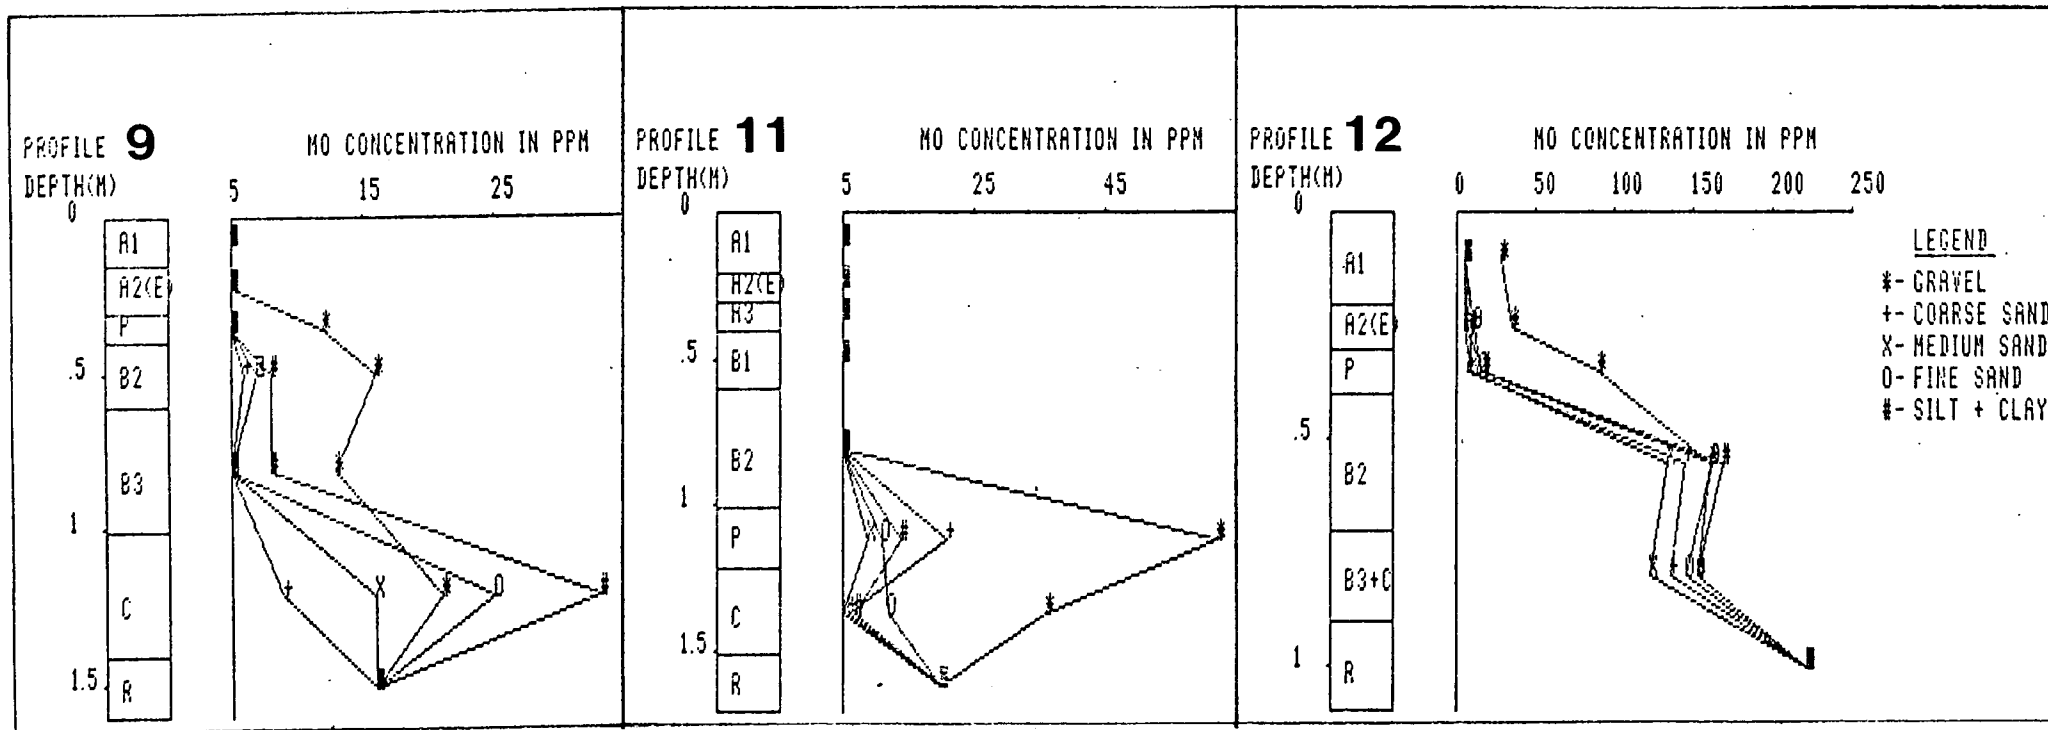 PROFILE 9
MO CONCENTRATION IN PPM
DEPTH(M)
5 15 25
0
A1
A2(E)
P
.5
B2
B3
1
C
1.5
R
PROFILE 11
MO CONCENTRATION IN PPM
DEPTH(M)
5 25 45
0
A1
A2(E)
A3
.5
B1
B2
1
P
C
1.5
R
PROFILE 12
MO CONCENTRATION IN PPM
DEPTH(M)
0 50 100 150 200 250
0
A1
A2(E)
P
.5
B2
B3+C
1
R
LEGEND
*- GRAVEL
+- COARSE SAND
X- MEDIUM SAND
O- FINE SAND
#- SILT + CLAY